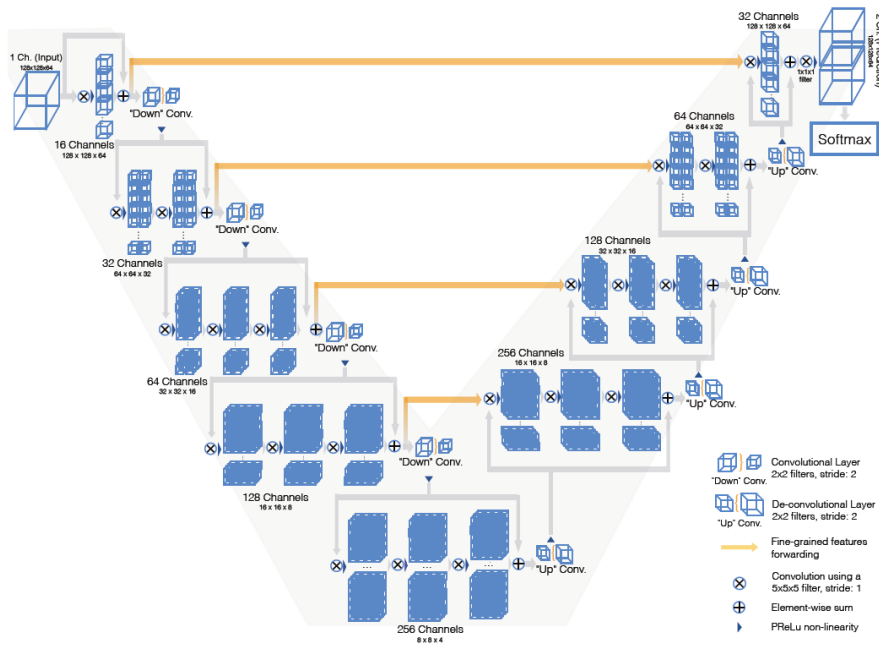 1 Ch. (Input)
128x128x64
"Down" Conv.
16 Channels
128 x 128 x 64
"Down" Conv.
32 Channels
64 x 64 x 32
"Down" Conv.
64 Channels
32 x 32 x 16
"Down" Conv.
128 Channels
16 x 16 x 8
...
...
...
256 Channels
8 x 8 x 4
"Up" Conv.
256 Channels
16 x 16 x 8
"Up" Conv.
128 Channels
32 x 32 x 16
"Up" Conv.
64 Channels
64 x 64 x 32
"Up" Conv.
32 Channels
128 x 128 x 64
1x1x1
filter
128x128x64
Softmax
"Down" Conv.
Convolutional Layer
2x2 filters, stride: 2
"Up" Conv.
De-convolutional Layer
2x2 filters, stride: 2
Fine-grained features
forwarding
Convolution using a
5x5x5 filter, stride: 1
Element-wise sum
PReLu non-linearity